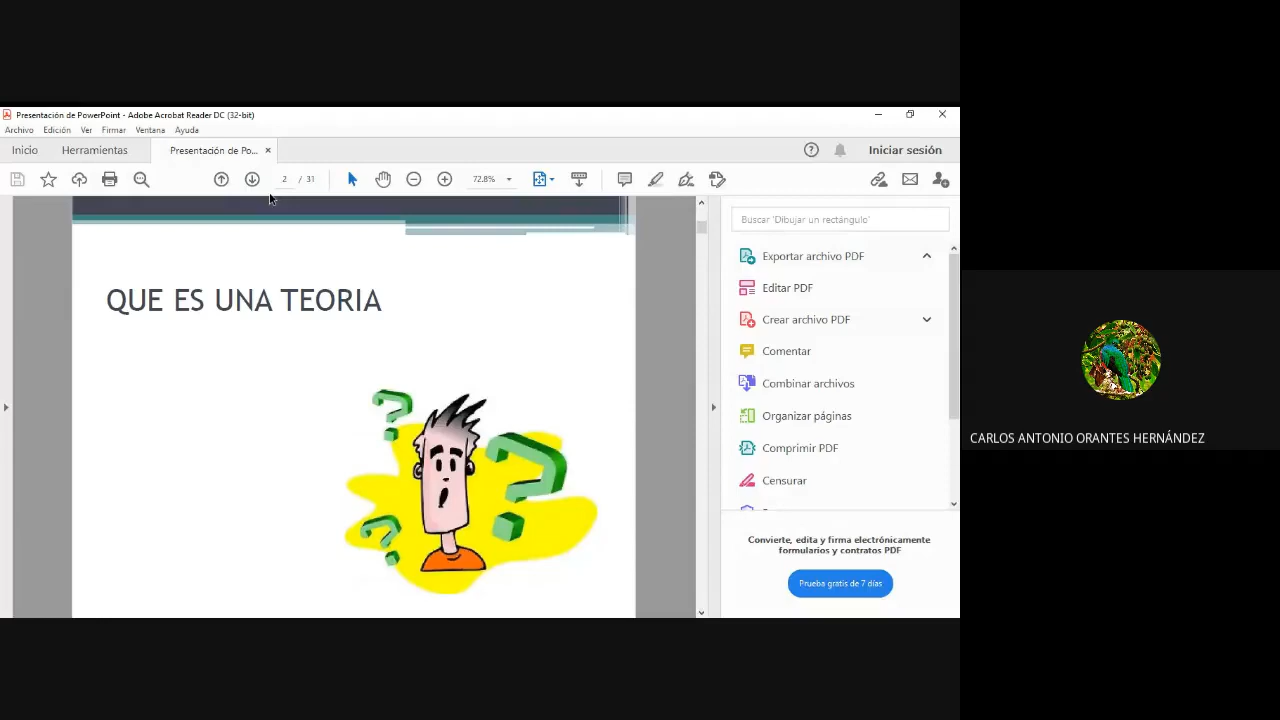 Presentación de PowerPoint - Adobe Acrobat Reader DC (32-bit)
Archivo Edición Ver Firmar Ventana Ayuda
Inicio Herramientas Presentación de Po... × Iniciar sesión
2 / 31 72.8%
Buscar 'Dibujar un rectángulo'
QUE ES UNA TEORIA
Exportar archivo PDF
Editar PDF
Crear archivo PDF
Comentar
Combinar archivos
Organizar páginas
Comprimir PDF
Censurar
Convierte, edita y firma electrónicamente
formularios y contratos PDF
Prueba gratis de 7 días
CARLOS ANTONIO ORANTES HERNÁNDEZ